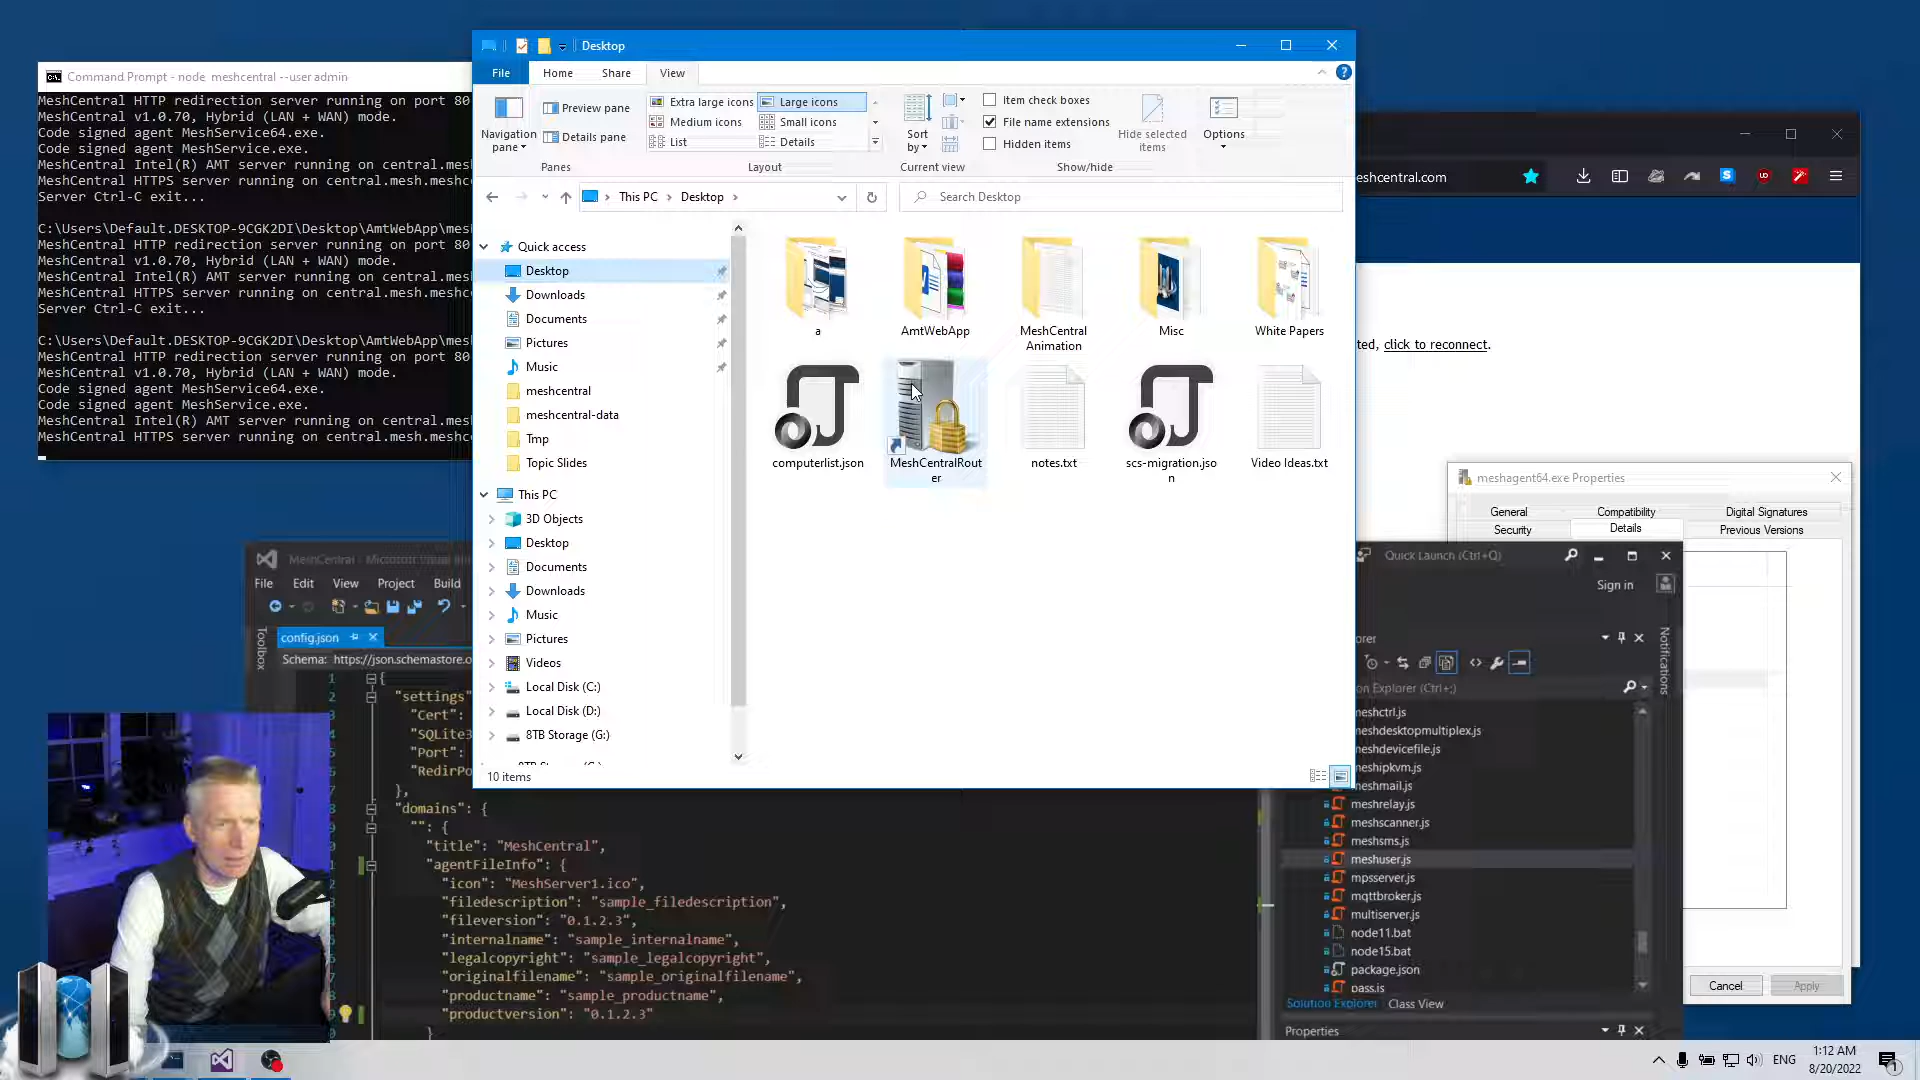 Command Prompt - node  meshcentral --user admin
MeshCentral HTTP redirection server running on port 80
MeshCentral v1.0.70, Hybrid (LAN + WAN) mode.
Code signed agent MeshService64.exe.
Code signed agent MeshService.exe.
MeshCentral Intel(R) AMT server running on central.mesh
MeshCentral HTTPS server running on central.mesh.meshc
Server Ctrl-C exit...
C:\Users\Default.DESKTOP-9CGK2DI\Desktop\AmtWebApp\mes
MeshCentral HTTP redirection server running on port 80
MeshCentral v1.0.70, Hybrid (LAN + WAN) mode.
MeshCentral Intel(R) AMT server running on central.mes
MeshCentral HTTPS server running on central.mesh.meshc
Server Ctrl-C exit...
C:\Users\Default.DESKTOP-9CGK2DI\Desktop\AmtWebApp\mes
MeshCentral HTTP redirection server running on port 80
MeshCentral v1.0.70, Hybrid (LAN + WAN) mode.
Code signed agent MeshService64.exe.
Code signed agent MeshService.exe.
MeshCentral Intel(R) AMT server running on central.mes
MeshCentral HTTPS server running on central.mesh.meshc
Desktop
File Home Share View
Navigation pane
Preview pane
Details pane
Panes
Extra large icons Large icons
Medium icons Small icons
List Details
Layout
Sort by
Current view
Item check boxes
File name extensions
Hidden items
Hide selected items
Show/hide
Options
This PC Desktop
Search Desktop
Quick access
Desktop
Downloads
Documents
Pictures
Music
meshcentral
meshcentral-data
Tmp
Topic Slides
This PC
3D Objects
Desktop
Documents
Downloads
Music
Pictures
Videos
Local Disk (C:)
Local Disk (D:)
8TB Storage (G:)
a
AmtWebApp
MeshCentral Animation
Misc
White Papers
computerlist.json
MeshCentralRout
er
notes.txt
scs-migration.jso
n
Video Ideas.txt
10 items
eshcentral.com
ted, click to reconnect.
meshagent64.exe Properties
General Compatibility Digital Signatures
Security Details Previous Versions
Cancel Apply
MeshCentral - Microsoft Visual
Quick Launch (Ctrl+Q)
Sign in
File Edit View Project Build
Toolbox
config.json
Schema: https://json.schemastore.o
1 {
2 "settings"
3 "Cert":
4 "SQLite3
5 "Port":
6 "RedirPo
7 },
8 "domains": {
"": {
"title": "MeshCentral",
"agentFileInfo": {
"icon": "MeshServer1.ico",
"filedescription": "sample_filedescription",
"fileversion": "0.1.2.3",
"internalname": "sample_internalname",
"legalcopyright": "sample_legalcopyright",
"originalfilename": "sample_originalfilename",
"productname": "sample_productname",
"productversion": "0.1.2.3"
}
orer
on Explorer (Ctrl+;)
Notifications
meshctrl.js
meshdesktopmultiplex.js
meshdevicefile.js
meshipkvm.js
meshmail.js
meshrelay.js
meshscanner.js
meshsms.js
meshuser.js
mpsserver.js
mqttbroker.js
multiserver.js
node11.bat
node15.bat
package.json
pass.js
Solution Explorer Class View
Properties
ENG
1:12 AM
8/20/2022